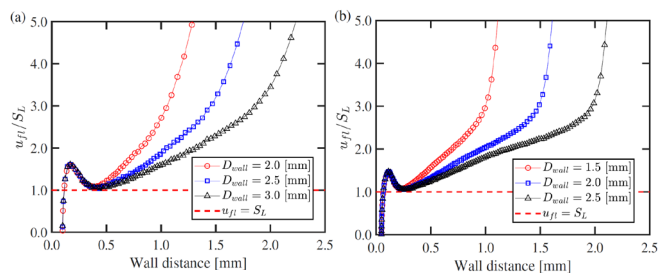 (a)
5.0
4.0
3.0
2.0
1.0
0.0
u_fl/S_L
D_wall = 2.0 [mm]
D_wall = 2.5 [mm]
D_wall = 3.0 [mm]
u_fl = S_L
0.0 0.5 1.0 1.5 2.0 2.5
Wall distance [mm]
(b)
5.0
4.0
3.0
2.0
1.0
0.0
u_fl/S_L
D_wall = 1.5 [mm]
D_wall = 2.0 [mm]
D_wall = 2.5 [mm]
u_fl = S_L
0.0 0.5 1.0 1.5 2.0 2.5
Wall distance [mm]